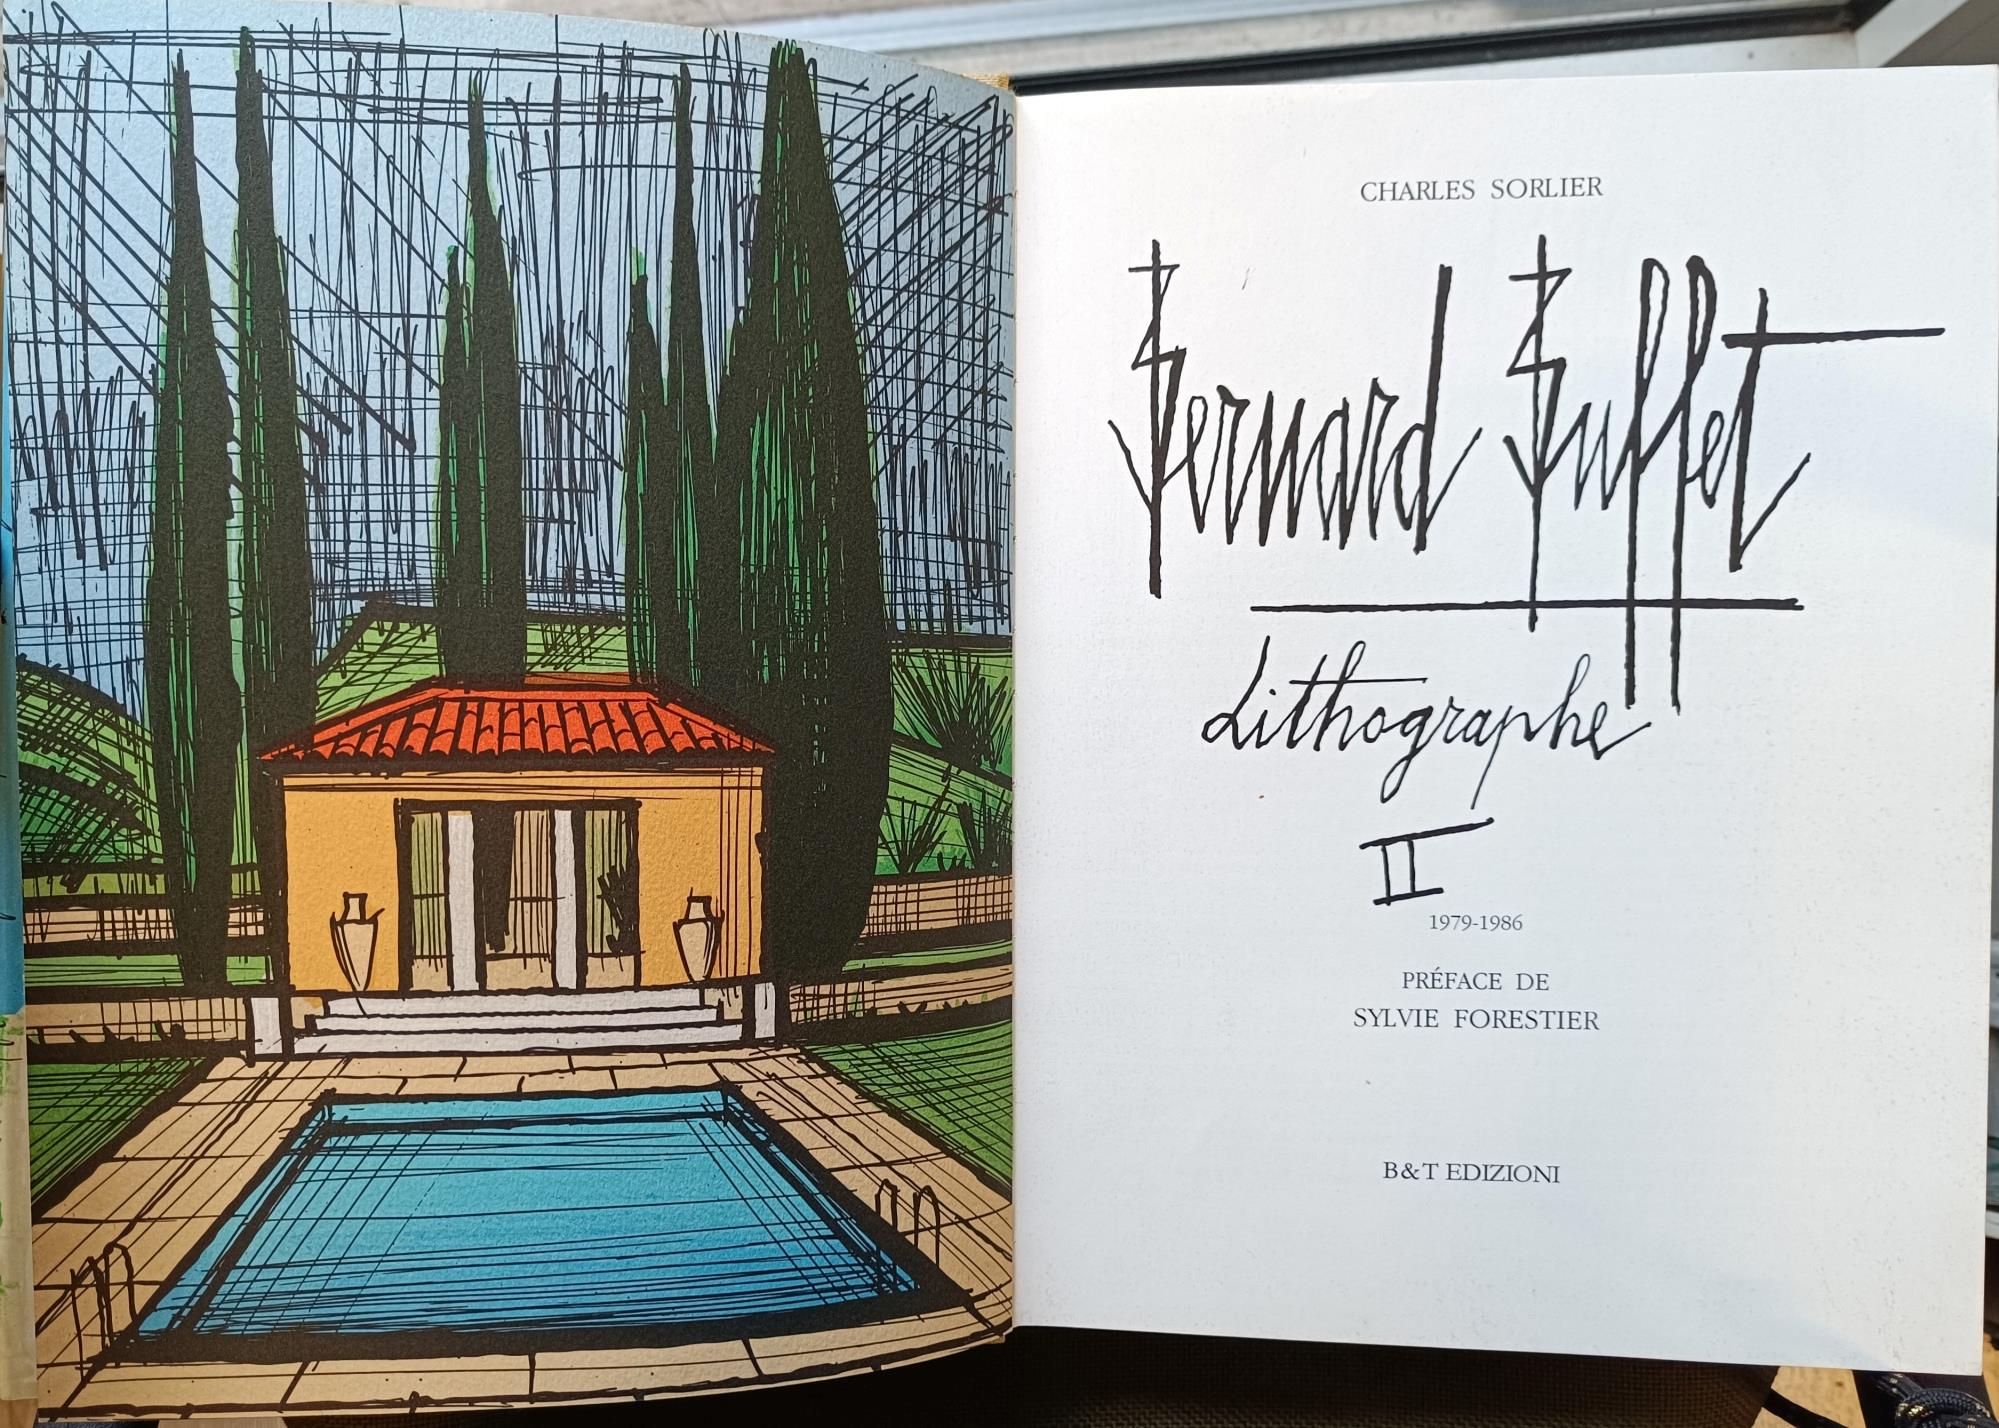 CHARLES SORLIER
Bernard Buffet
Lithographe
II
1979-1986
PRÉFACE DE
SYLVIE FORESTIER
B&T EDIZIONI